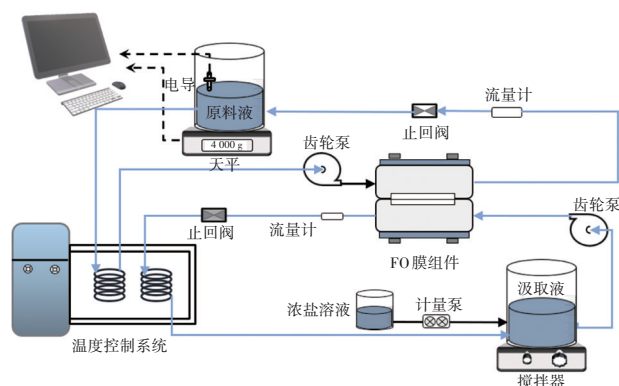 电导
原料液
4 000 g
天平
流量计
止回阀
齿轮泵
齿轮泵
止回阀
流量计
FO膜组件
浓盐溶液
计量泵
汲取液
温度控制系统
搅拌器